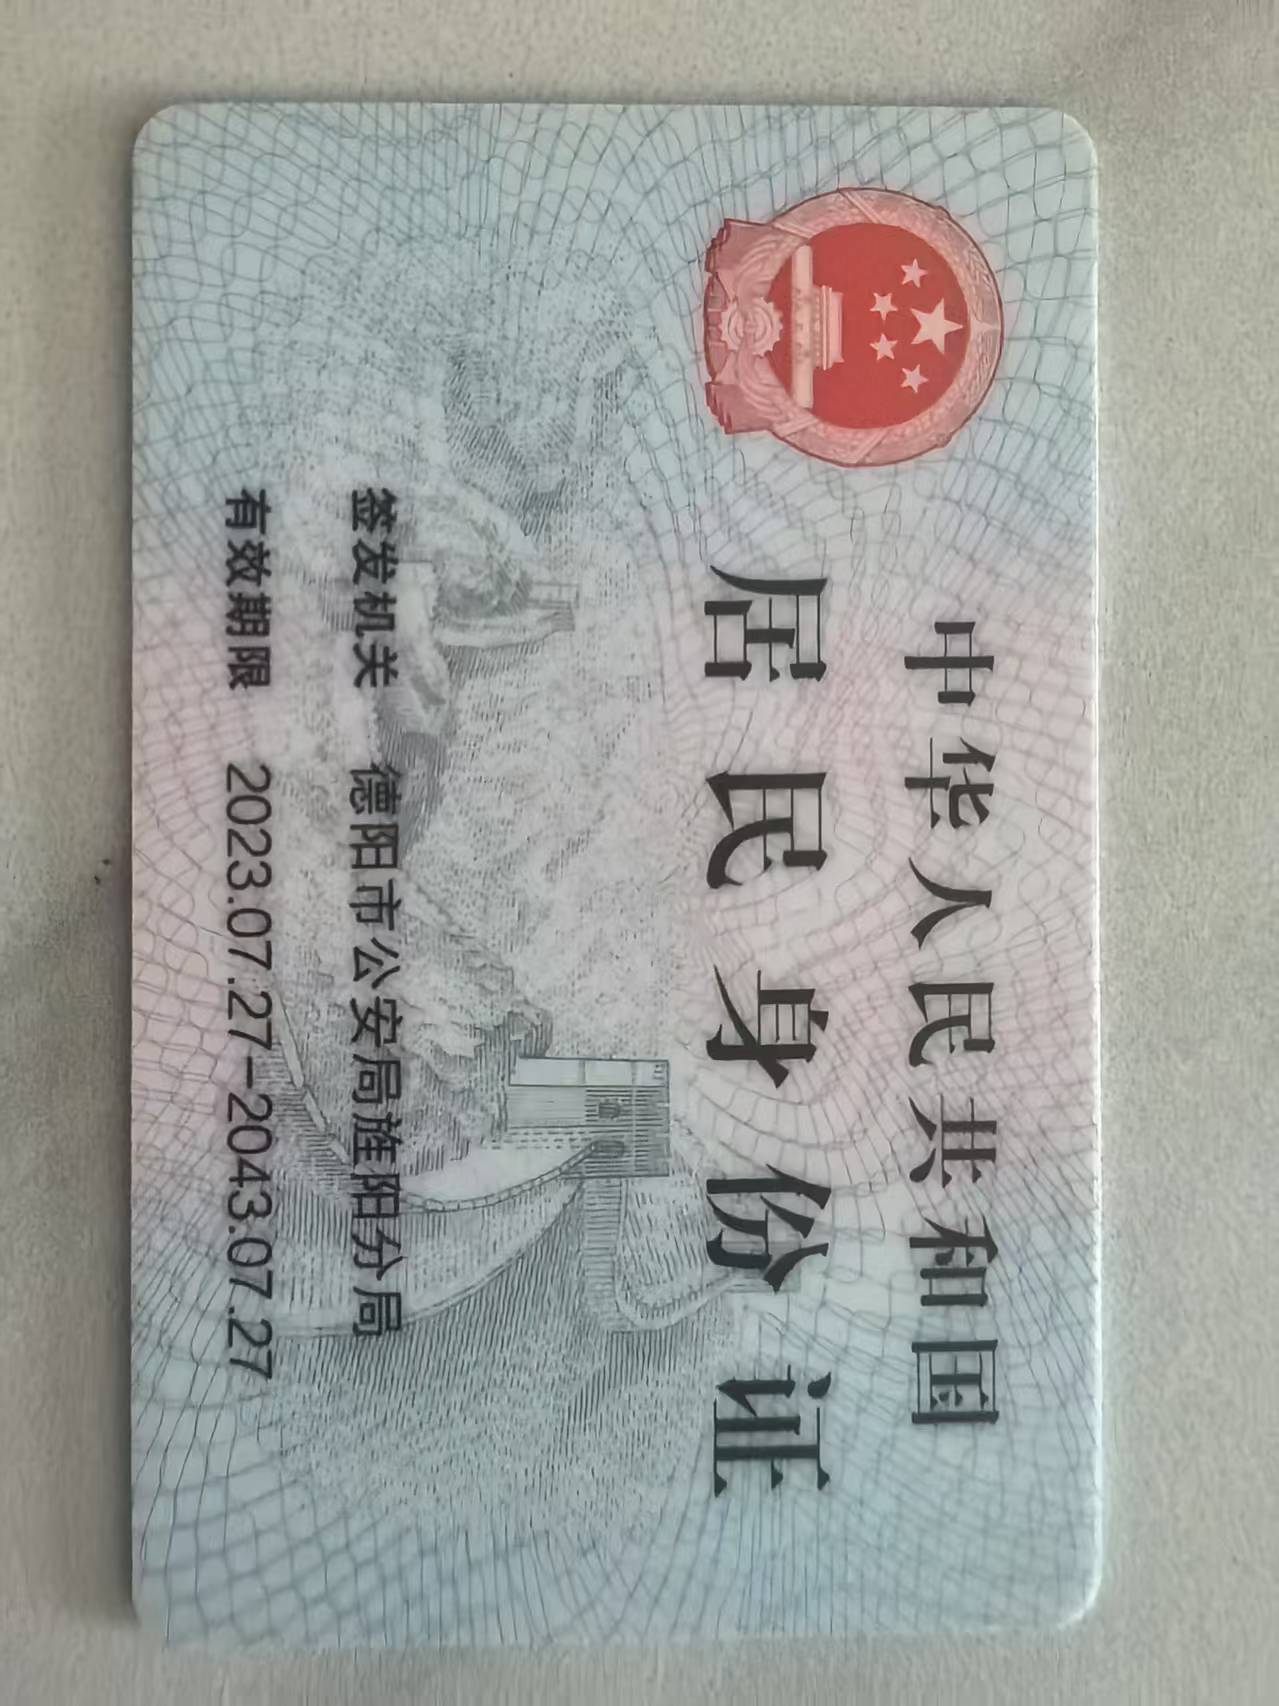 中华人民共和国
居民身份证
签发机关 德阳市公安局旌阳分局
有效期限 2023.07.27-2043.07.27